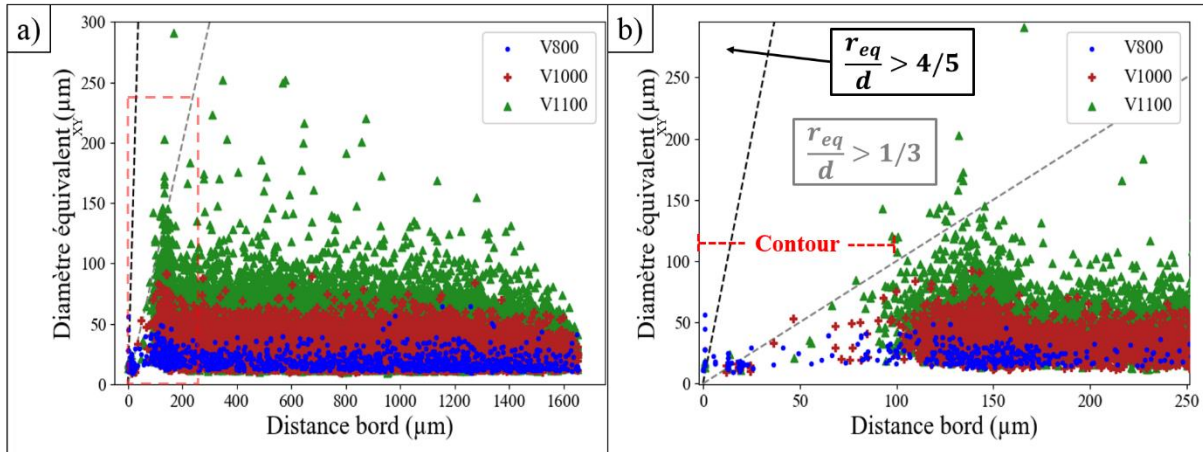 a)
300
250
200
150
100
50
0
Diamètre équivalent (µm)
XY
V800
V1000
V1100
0 200 400 600 800 1000 1200 1400 1600
Distance bord (µm)
b)
250
200
150
100
50
0
Diamètre équivalent (µm)
XY
r_eq/d > 4/5
r_eq/d > 1/3
Contour
V800
V1000
V1100
0 50 100 150 200 250
Distance bord (µm)